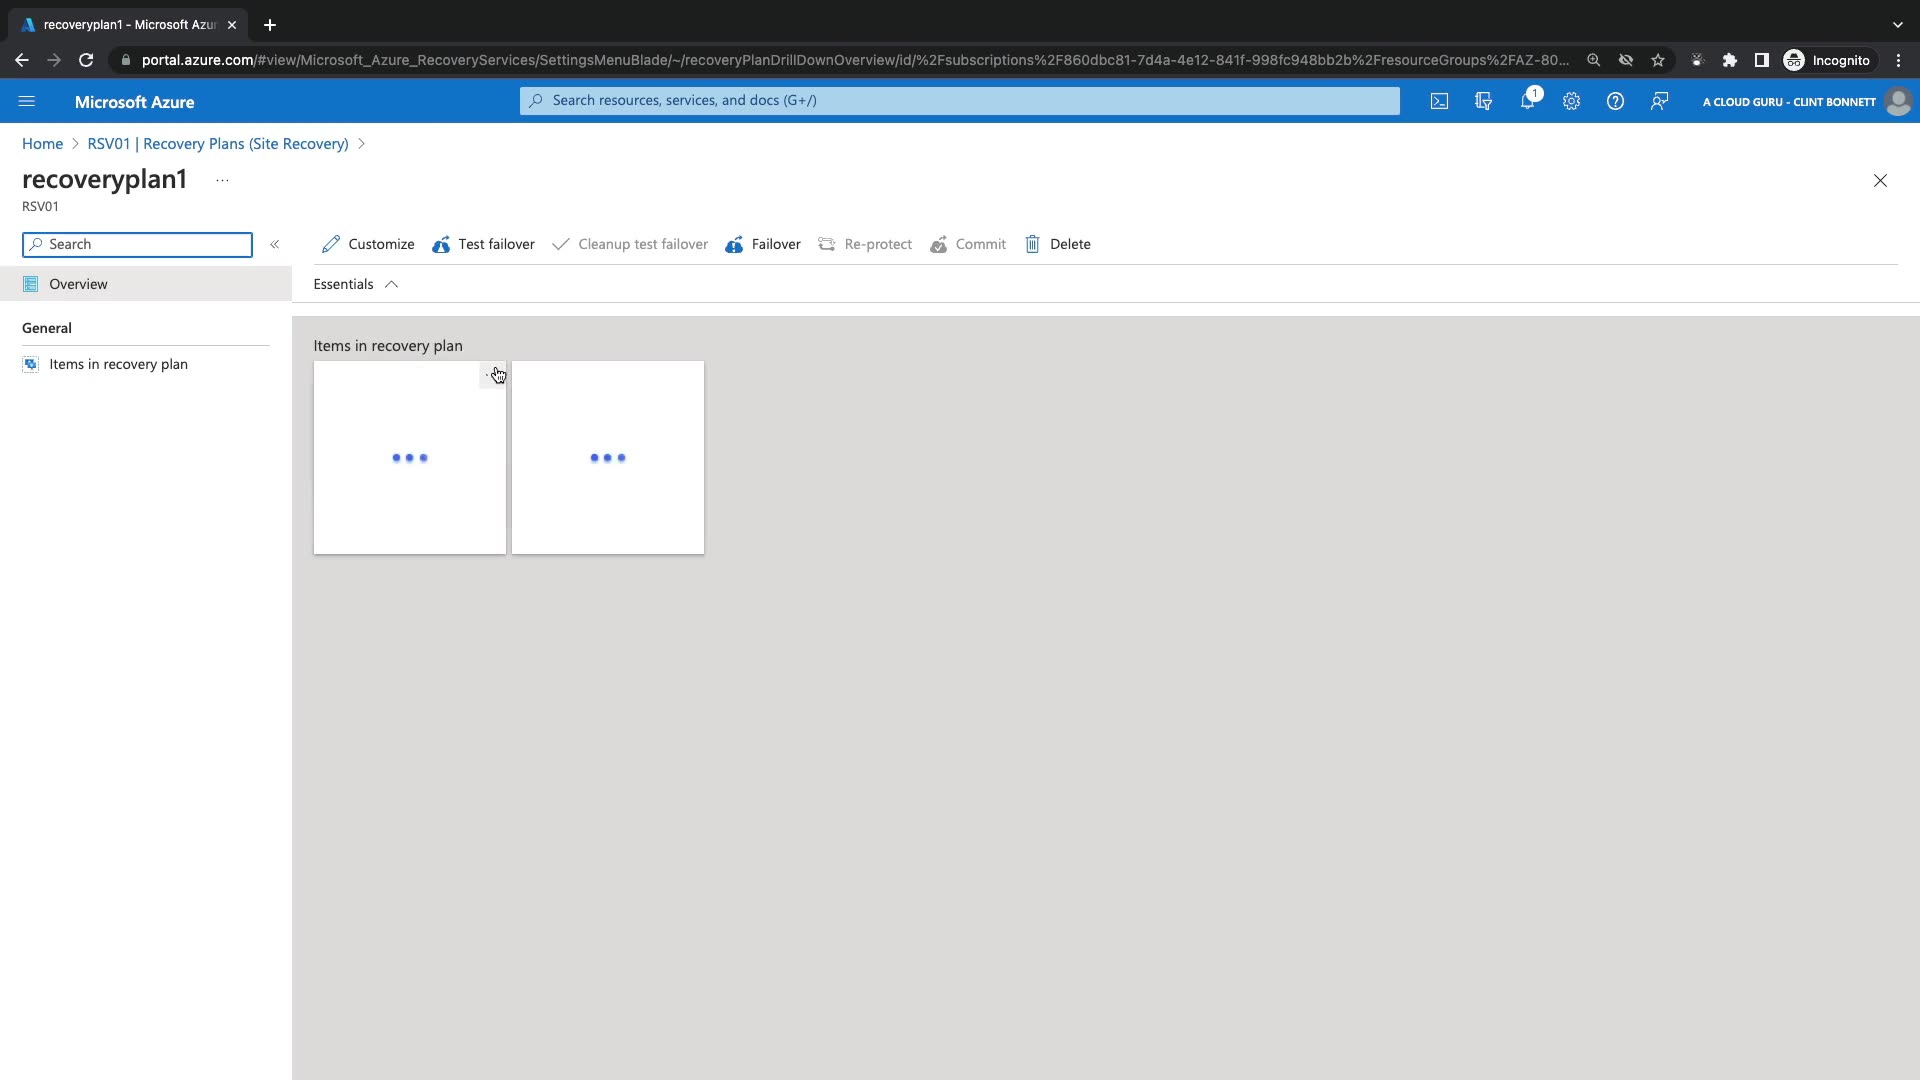 recoveryplan1 - Microsoft Azur
portal.azure.com/#view/Microsoft_Azure_RecoveryServices/SettingsMenuBlade/~/recoveryPlanDrillDownOverview/id/%2Fsubscriptions%2F860dbc81-7d4a-4e12-841f-998fc948bb2b%2FresourceGroups%2FAZ-80...
Incognito
Microsoft Azure
Search resources, services, and docs (G+/)
1
A CLOUD GURU - CLINT BONNETT
Home > RSV01 | Recovery Plans (Site Recovery) >
recoveryplan1 ...
RSV01
Search
«
Customize
Test failover
Cleanup test failover
Failover
Re-protect
Commit
Delete
Overview
Essentials
General
Items in recovery plan
Items in recovery plan